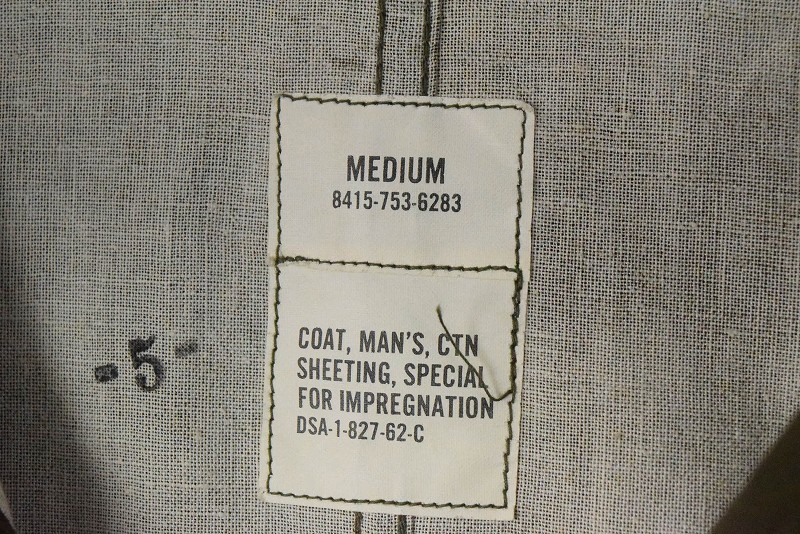 MEDIUM
8415-753-6283
COAT, MAN'S, CTN
SHEETING, SPECIAL
FOR IMPREGNATION
DSA-1-827-62-C
-5-